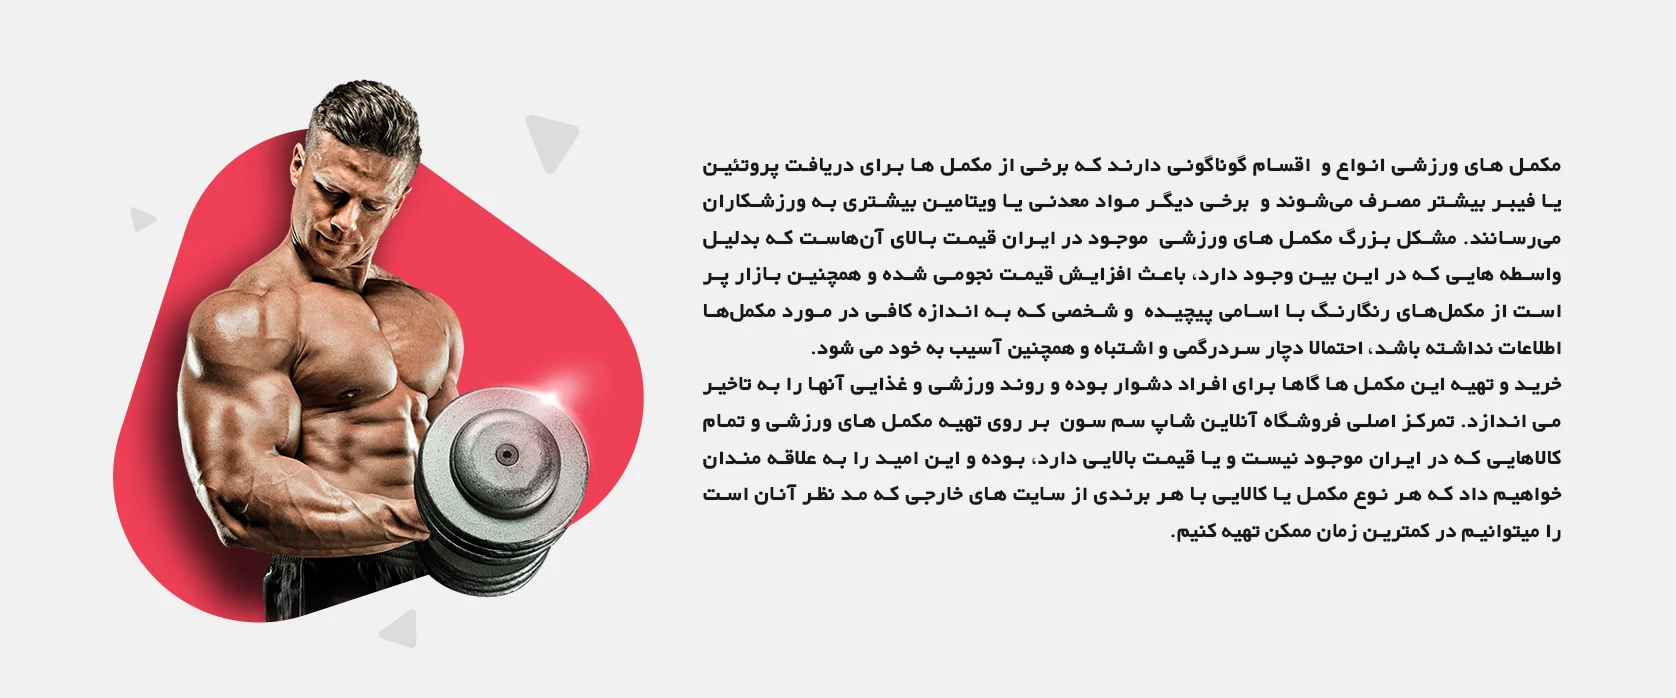 مکمل های ورزشی انواع و اقسام گوناگونی دارند که برخی از مکمل ها برای دریافت پروتئین
یا فیبر بیشتر مصرف می‌شوند و برخی دیگر مواد معدنی یا ویتامین بیشتری به ورزشکاران
می‌رسانند. مشکل بزرگ مکمل های ورزشی موجود در ایران قیمت بالای آن‌هاست که بدلیل
واسطه هایی که در این بین وجود دارد، باعث افزایش قیمت نجومی شده و همچنین بازار پر
است از مکمل‌های رنگارنگ با اسامی پیچیده و شخصی که به اندازه کافی در مورد مکمل‌ها
اطلاعات نداشته باشد، احتمالا دچار سردرگمی و اشتباه و همچنین آسیب به خود می شود.
خرید و تهیه این مکمل ها گاها برای افراد دشوار بوده و روند ورزشی و غذایی آنها را به تاخیر
می اندازد. تمرکز اصلی فروشگاه آنلاین شاپ سم سون بر روی تهیه مکمل های ورزشی و تمام
کالاهایی که در ایران موجود نیست و یا قیمت بالایی دارد، بوده و این امید را به علاقه مندان
خواهیم داد که هر نوع مکمل یا کالایی با هر برندی از سایت های خارجی که مد نظر آنان است
را میتوانیم در کمترین زمان ممکن تهیه کنیم.